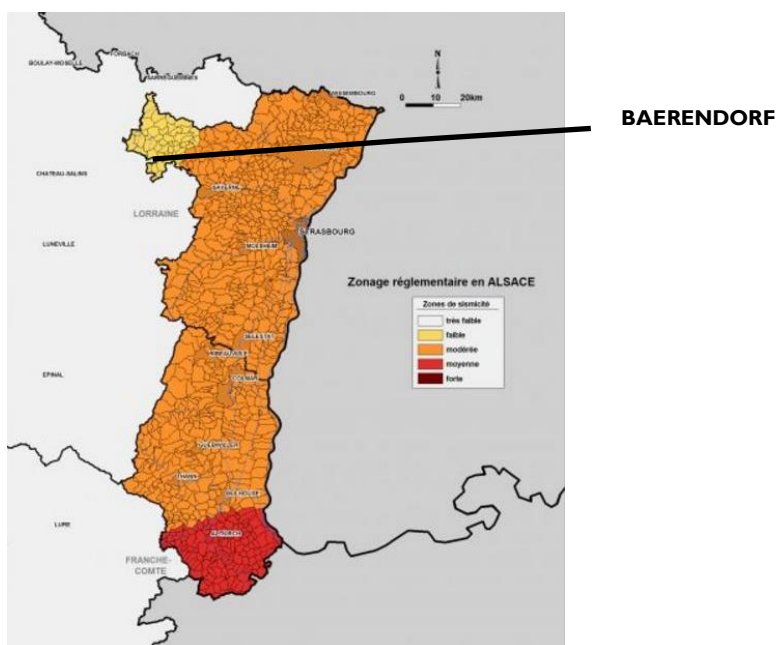 FORBACH
BOULAY-MOSELLE
SARREGUEMINES
WISSEMBOURG
N
0 10 20km
BAERENDORF
CHATEAU-SALINS
SAVERNE
LORRAINE
STRASBOURG
LUNEVILLE
MOLSHEIM
Zonage réglementaire en ALSACE
Zones de sismicité
très faible
faible
modérée
moyenne
forte
SELESTAT
RIBEAUVILLE
EPINAL
COLMAR
GUEBWILLER
THANN
MULHOUSE
LURE
ALTKIRCH
FRANCHE-
COMTE